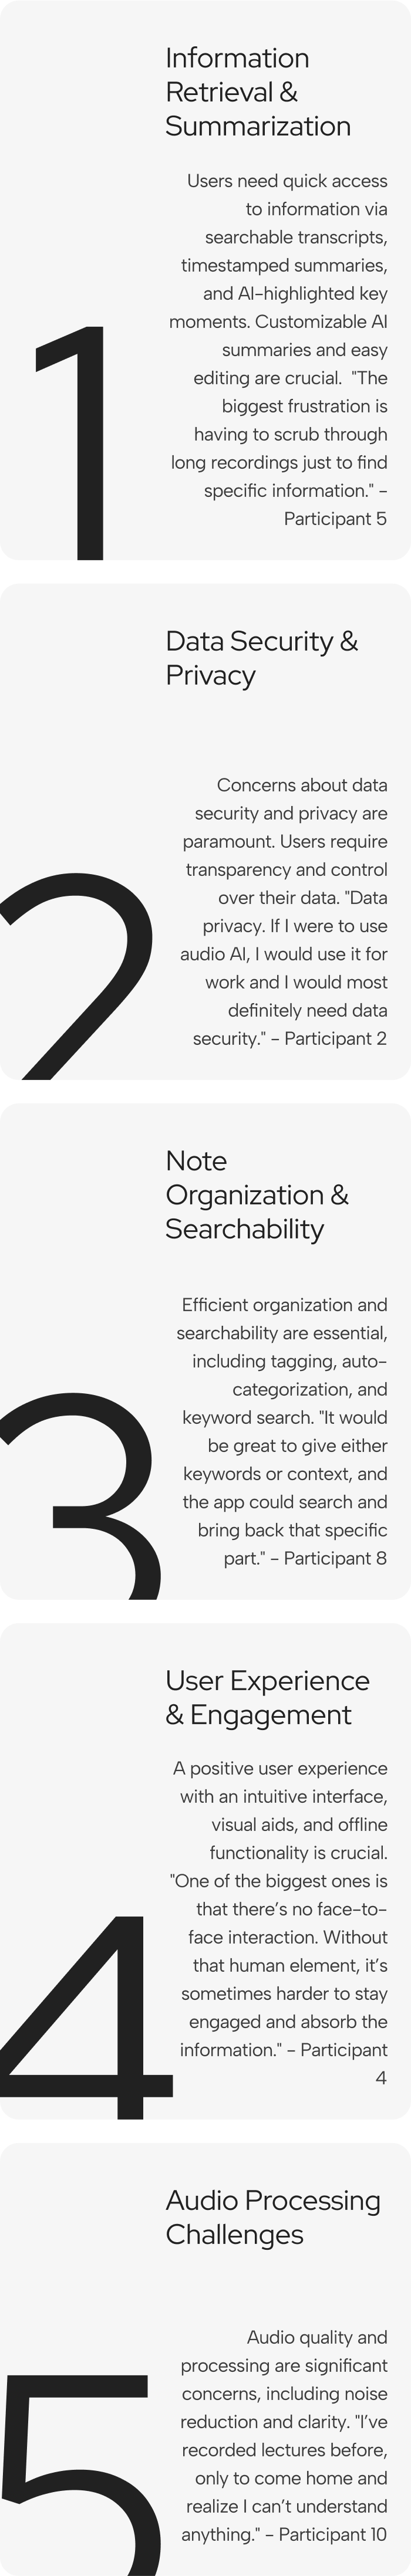 Information
Retrieval &
Summarization
Users need quick access
to information via
searchable transcripts,
timestamped summaries,
and AI-highlighted key
moments. Customizable AI
summaries and easy
editing are crucial.  "The
biggest frustration is
having to scrub through
long recordings just to find
specific information." –
Participant 5
1
Data Security &
Privacy
Concerns about data
security and privacy are
paramount. Users require
transparency and control
over their data. "Data
privacy. If I were to use
audio AI, I would use it for
work and I would most
definitely need data
security." – Participant 2
2
Note
Organization &
Searchability
Efficient organization and
searchability are essential,
including tagging, auto-
categorization, and
keyword search. "It would
be great to give either
keywords or context, and
the app could search and
bring back that specific
part." – Participant 8
3
User Experience
& Engagement
A positive user experience
with an intuitive interface,
visual aids, and offline
functionality is crucial.
"One of the biggest ones is
that there’s no face-to-
face interaction. Without
that human element, it’s
sometimes harder to stay
engaged and absorb the
information." – Participant
4
4
Audio Processing
Challenges
Audio quality and
processing are significant
concerns, including noise
reduction and clarity. "I’ve
recorded lectures before,
only to come home and
realize I can’t understand
anything." – Participant 10
5